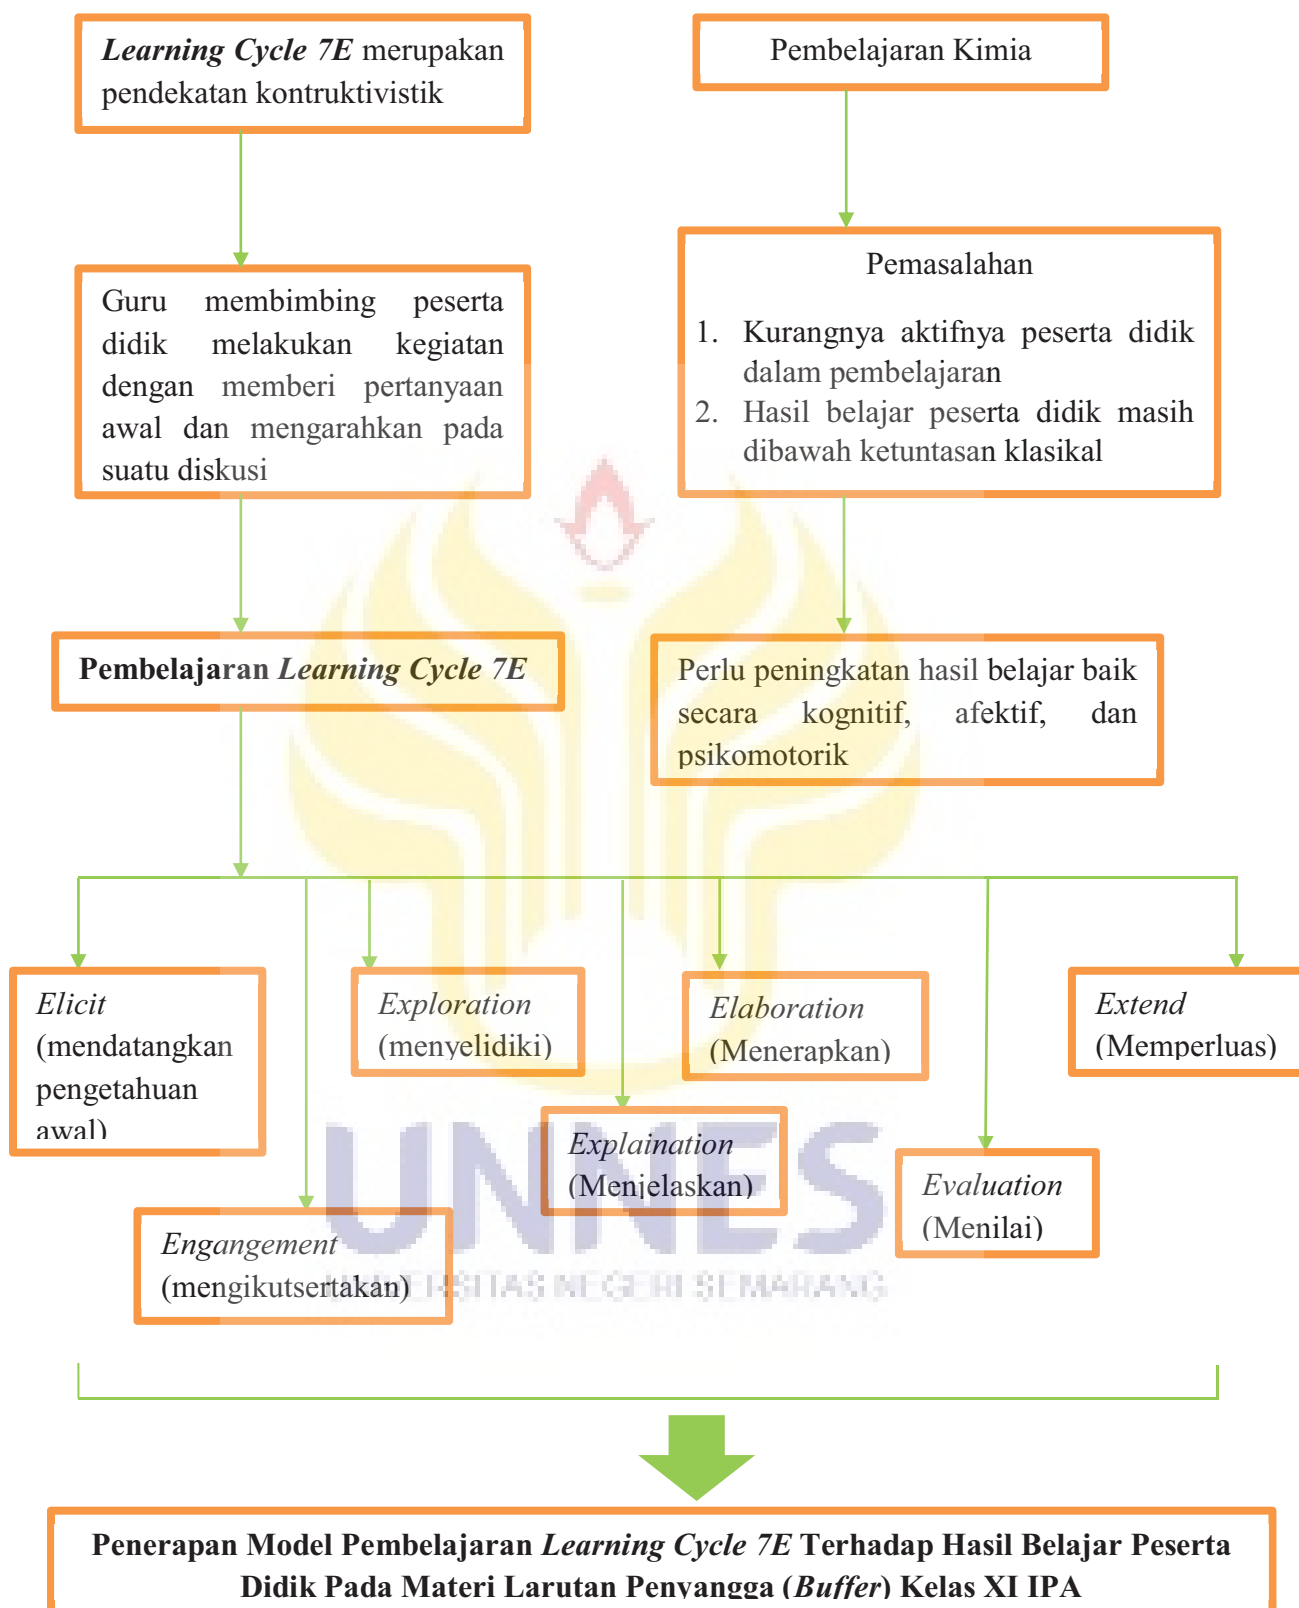 Learning Cycle 7E merupakan
pendekatan kontruktivistik
Pembelajaran Kimia
Guru membimbing peserta
didik melakukan kegiatan
dengan memberi pertanyaan
awal dan mengarahkan pada
suatu diskusi
Pemasalahan
1. Kurangnya aktifnya peserta didik
dalam pembelajaran
2. Hasil belajar peserta didik masih
dibawah ketuntasan klasikal
Pembelajaran Learning Cycle 7E
Perlu peningkatan hasil belajar baik
secara kognitif, afektif, dan
psikomotorik
Elicit
(mendatangkan
pengetahuan
awal)
Engangement
(mengikutsertakan)
Exploration
(menyelidiki)
Explaination
(Menjelaskan)
Elaboration
(Menerapkan)
Evaluation
(Menilai)
Extend
(Memperluas)
UNNES
UNIVERSITAS NEGERI SEMARANG
Penerapan Model Pembelajaran Learning Cycle 7E Terhadap Hasil Belajar Peserta
Didik Pada Materi Larutan Penyangga (Buffer) Kelas XI IPA